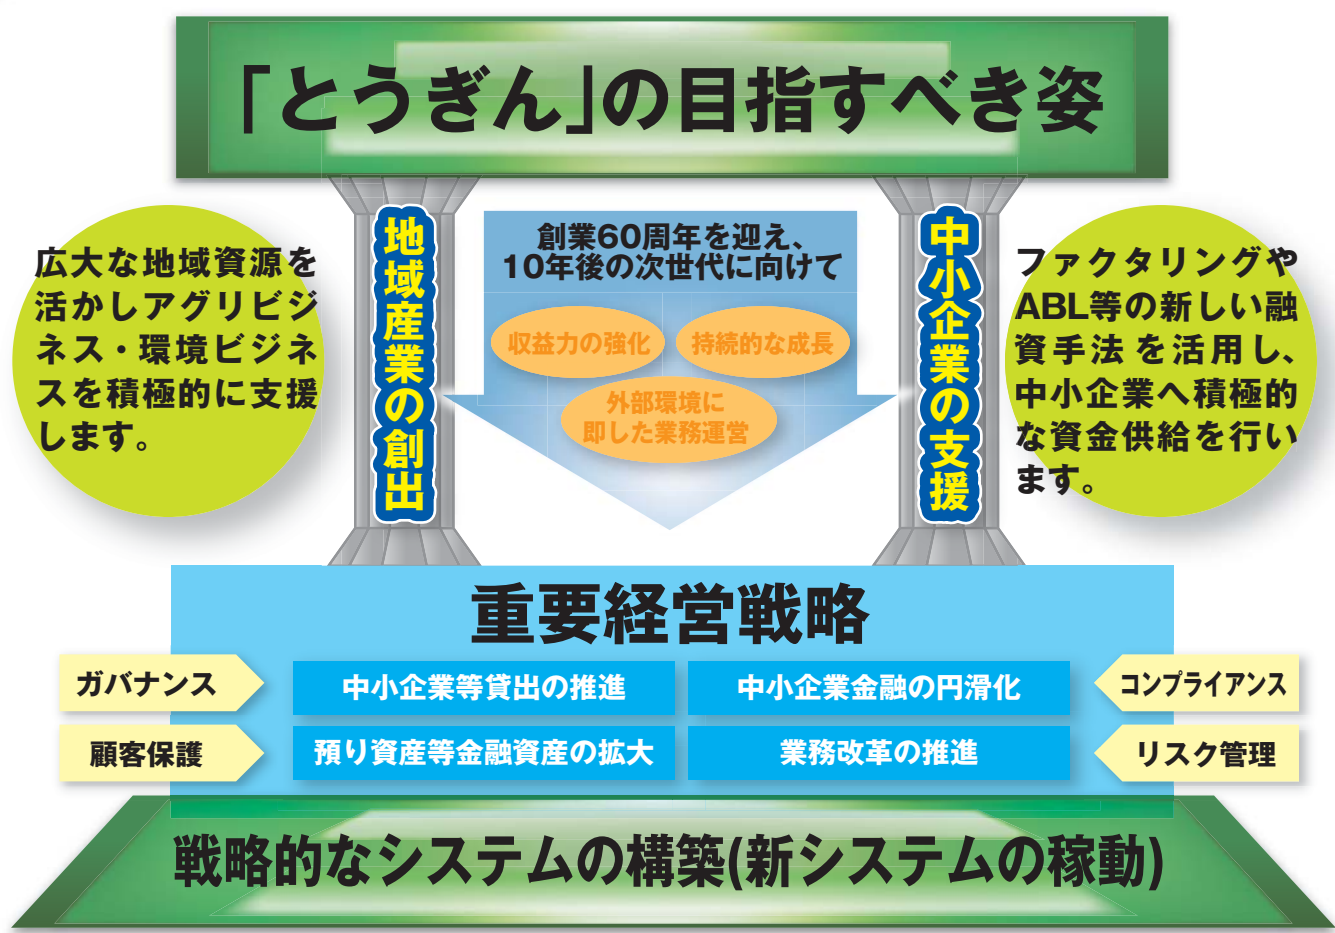 「とうぎん」の目指すべき姿
広大な地域資源を
活かしアグリビジ
ネス・環境ビジネ
スを積極的に支援
します。
地域産業の創出
創業60周年を迎え、
10年後の次世代に向けて
収益力の強化
持続的な成長
外部環境に
即した業務運営
中小企業の支援
ファクタリングや
ABL等の新しい融
資手法を活用し、
中小企業へ積極的
な資金供給を行い
ます。
重要経営戦略
ガバナンス
中小企業等貸出の推進
中小企業金融の円滑化
コンプライアンス
顧客保護
預り資産等金融資産の拡大
業務改革の推進
リスク管理
戦略的なシステムの構築(新システムの稼動)